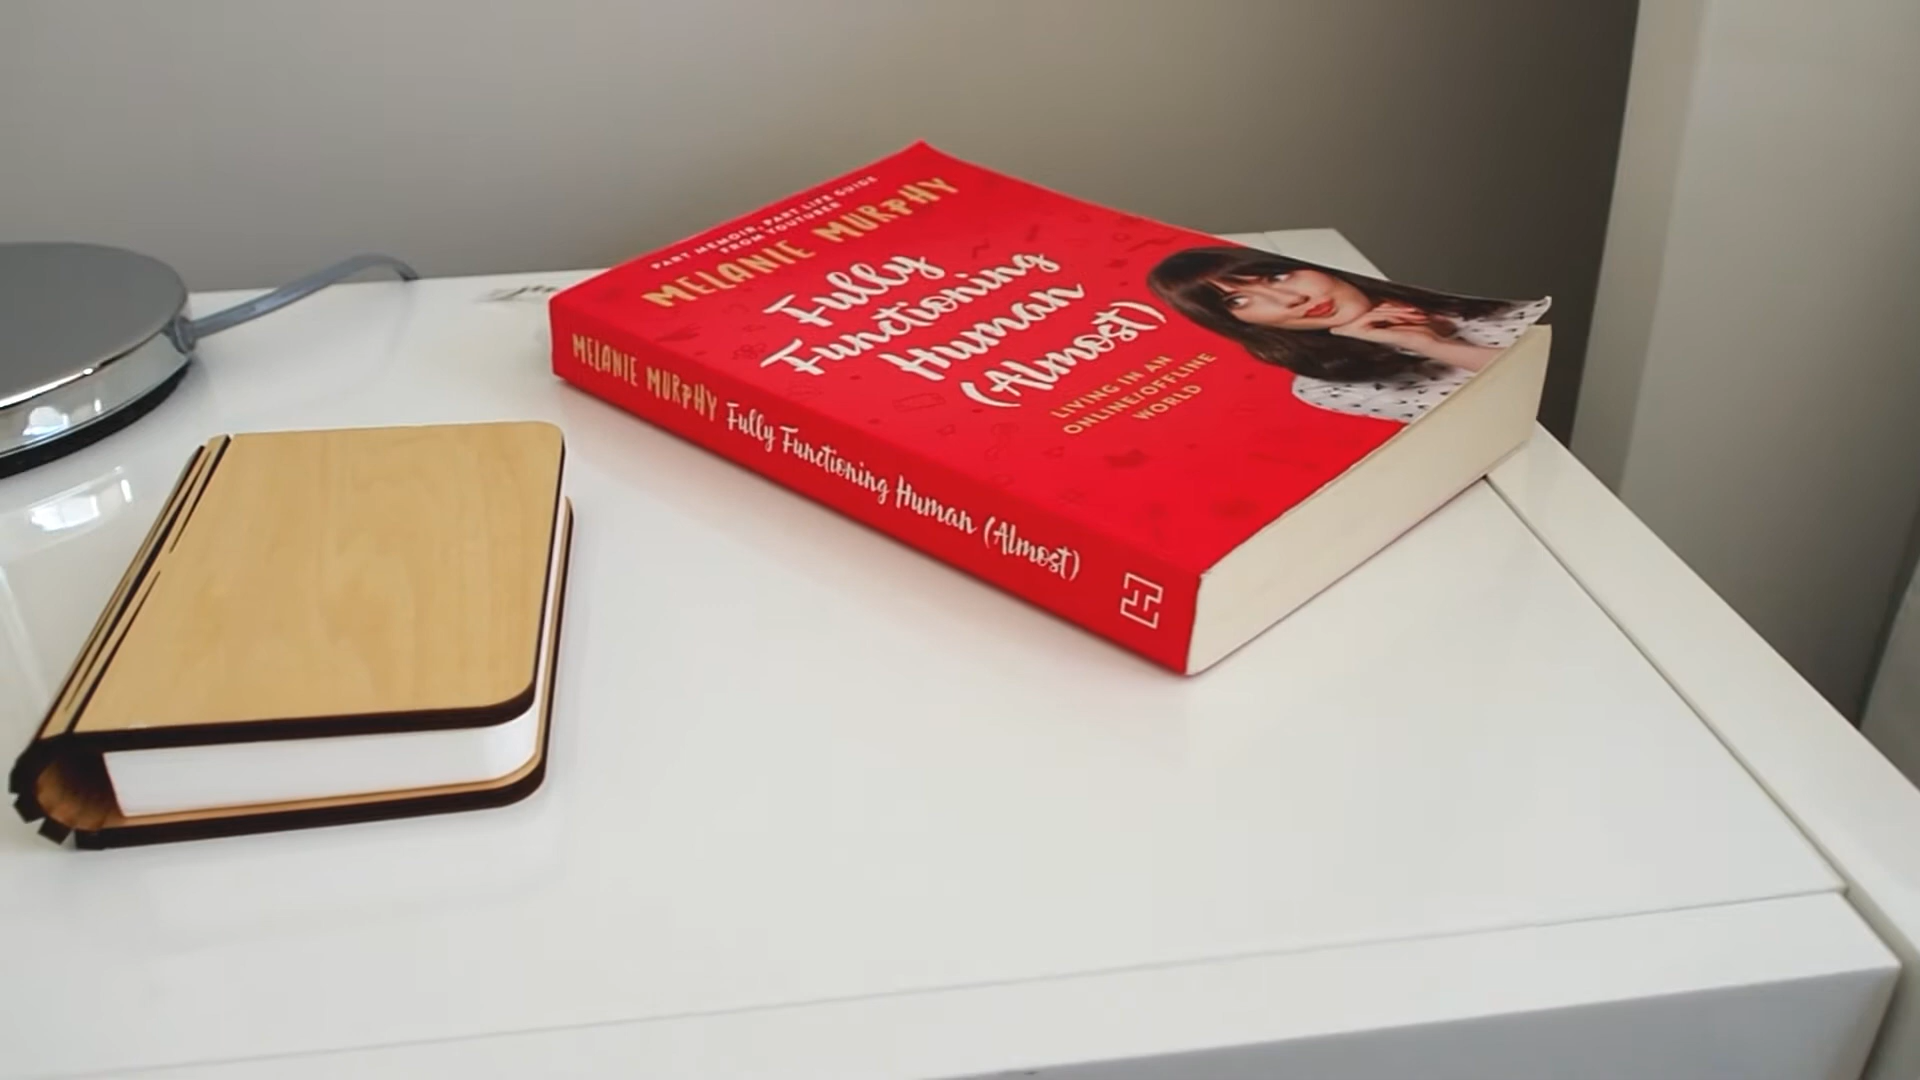 PART MEMOIR, PART LIFE GUIDE
FROM YOUTUBER
MELANIE MURPHY
Fully
Functioning
Human
(Almost)
LIVING IN AN
ONLINE/OFFLINE
WORLD
MELANIE MURPHY Fully Functioning Human (Almost)